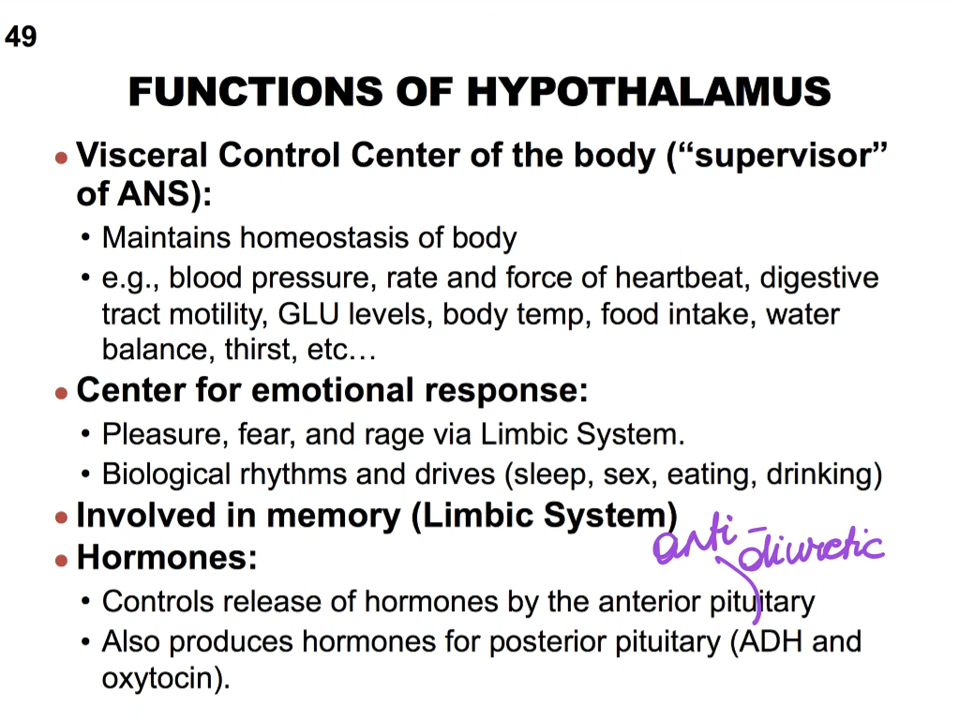 49
FUNCTIONS OF HYPOTHALAMUS
• Visceral Control Center of the body (“supervisor”
of ANS):
• Maintains homeostasis of body
• e.g., blood pressure, rate and force of heartbeat, digestive
tract motility, GLU levels, body temp, food intake, water
balance, thirst, etc…
• Center for emotional response:
• Pleasure, fear, and rage via Limbic System.
• Biological rhythms and drives (sleep, sex, eating, drinking)
• Involved in memory (Limbic System)
anti-diuretic
• Hormones:
• Controls release of hormones by the anterior pituitary
• Also produces hormones for posterior pituitary (ADH and
oxytocin).